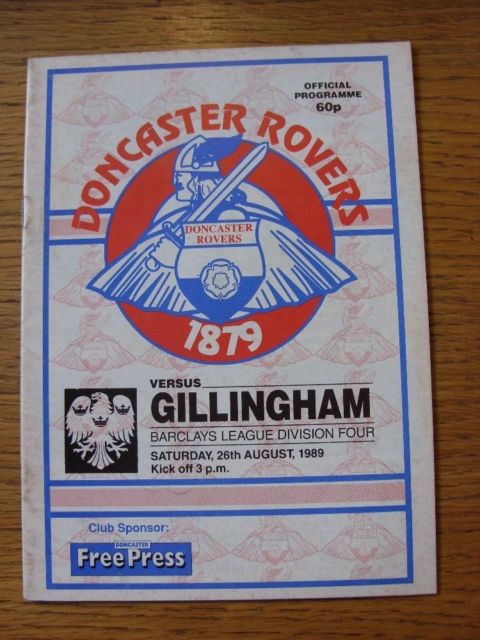 OFFICIAL
PROGRAMME
60p
DONCASTER ROVERS
DONCASTER
ROVERS
1879
VERSUS
GILLINGHAM
BARCLAYS LEAGUE DIVISION FOUR
SATURDAY, 26th AUGUST, 1989
Kick off 3 p.m.
Club Sponsor:
DONCASTER
Free Press